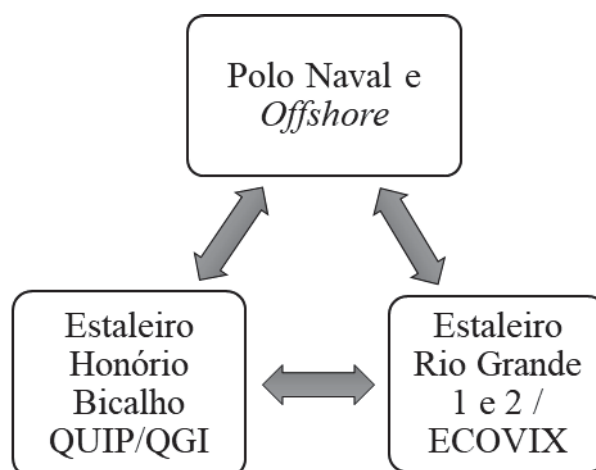 Polo Naval e
Offshore
Estaleiro
Honório
Bicalho
QUIP/QGI
Estaleiro
Rio Grande
1 e 2 /
ECOVIX